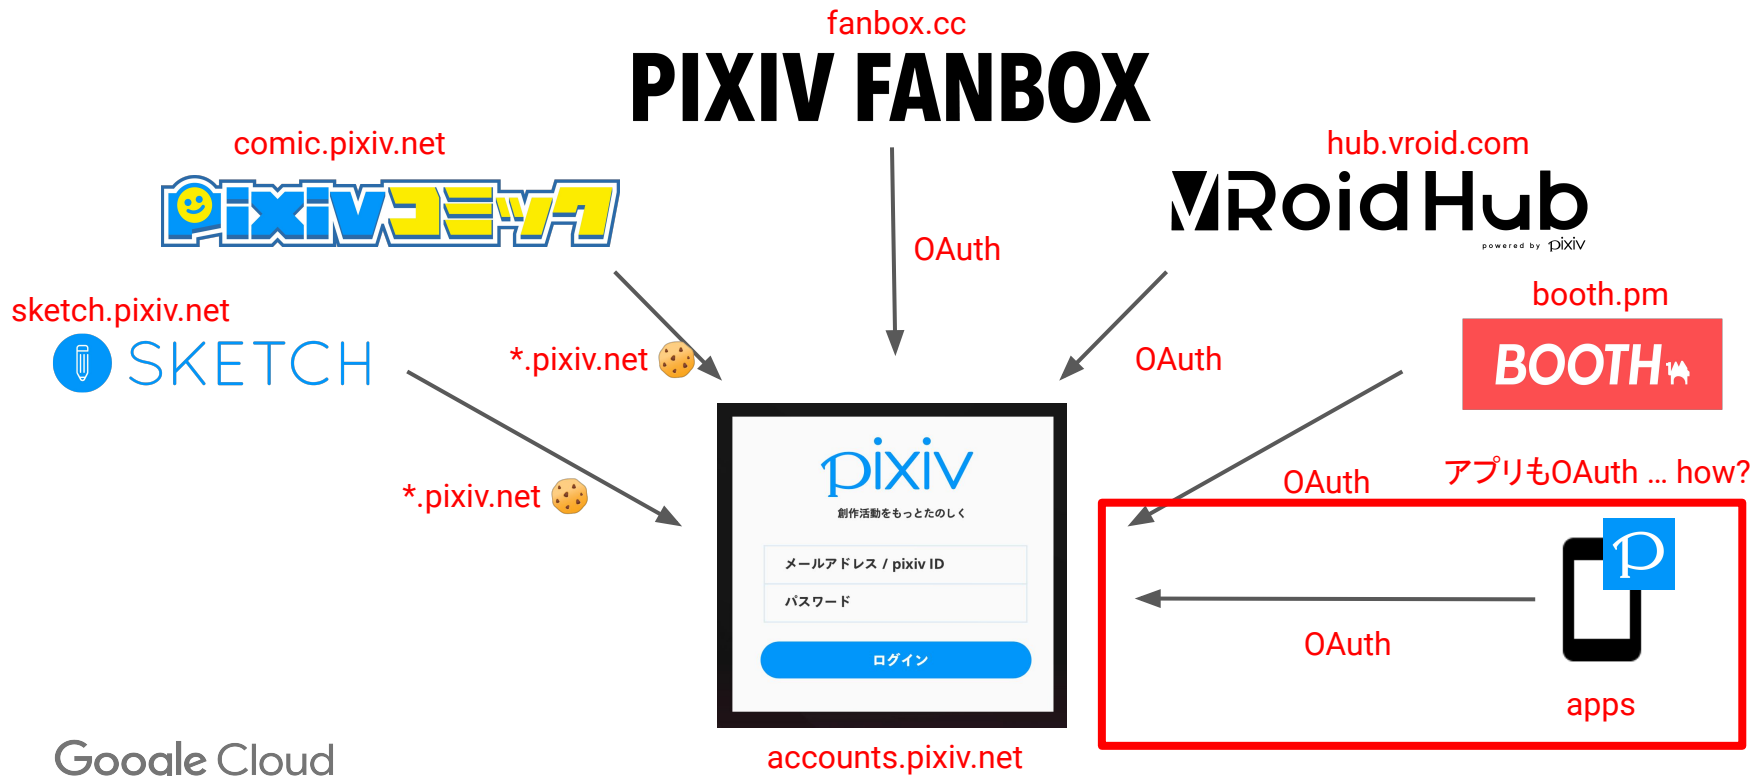 fanbox.cc
PIXIV FANBOX
comic.pixiv.net
pixivコミック
hub.vroid.com
VRoid Hub
powered by pixiv
OAuth
sketch.pixiv.net
SKETCH
*.pixiv.net
OAuth
booth.pm
BOOTH
*.pixiv.net
OAuth
アプリもOAuth ... how?
pixiv
創作活動をもっとたのしく
メールアドレス / pixiv ID
パスワード
ログイン
P
OAuth
apps
accounts.pixiv.net
Google Cloud